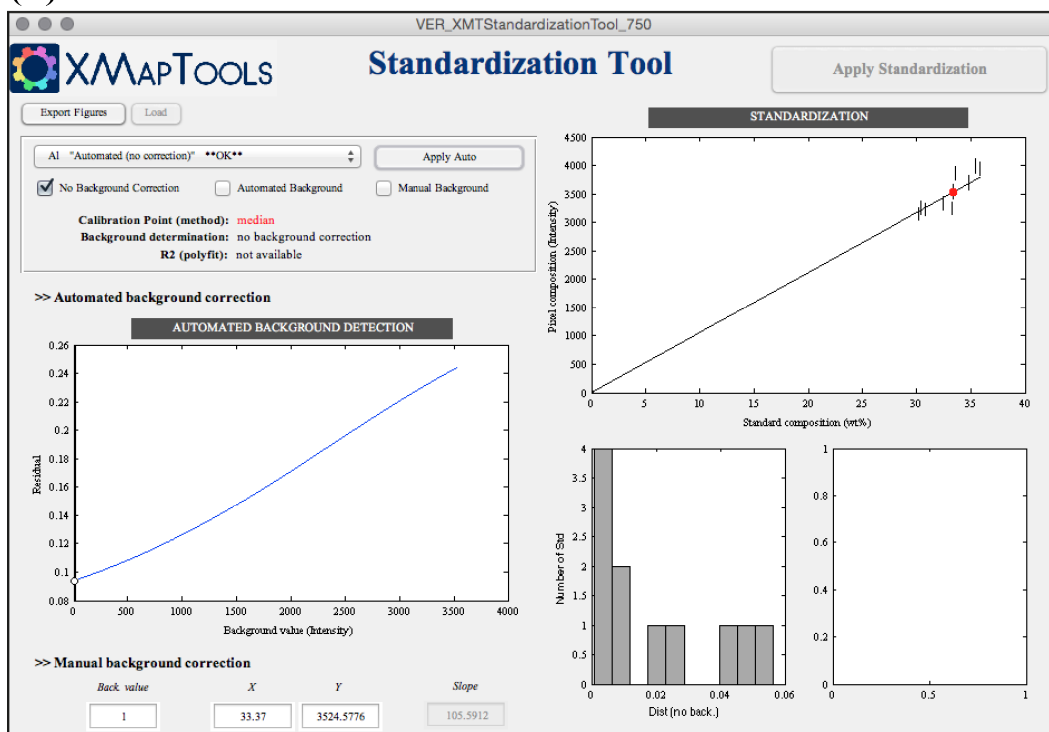 VER_XMTStandardizationTool_750
XMAPTOOLS
Standardization Tool
Apply Standardization
Export Figures
Load
Al "Automated (no correction)" **OK**
Apply Auto
No Background Correction
Automated Background
Manual Background
Calibration Point (method): median
Background determination: no background correction
R2 (polyfit): not available
>> Automated background correction
AUTOMATED BACKGROUND DETECTION
0.26
0.24
0.22
0.2
0.18
0.16
0.14
0.12
0.1
0.08
Residual
0 500 1000 1500 2000 2500 3000 3500 4000
Background value (Intensity)
>> Manual background correction
Back. value X Y Slope
1 33.37 3524.5776 105.5912
STANDARDIZATION
4.500
4000
3500
3000
2500
2000
1500
1000
500
0
Pixel composition (Intensity)
0 5 10 15 20 25 30 35 40
Standard composition (wt%)
4
3.5
3
2.5
2
1.5
1
0.5
0
Number of Std
0 0.02 0.04 0.06
Dist (no back.)
1
0.8
0.6
0.4
0.2
0
0 0.5 1